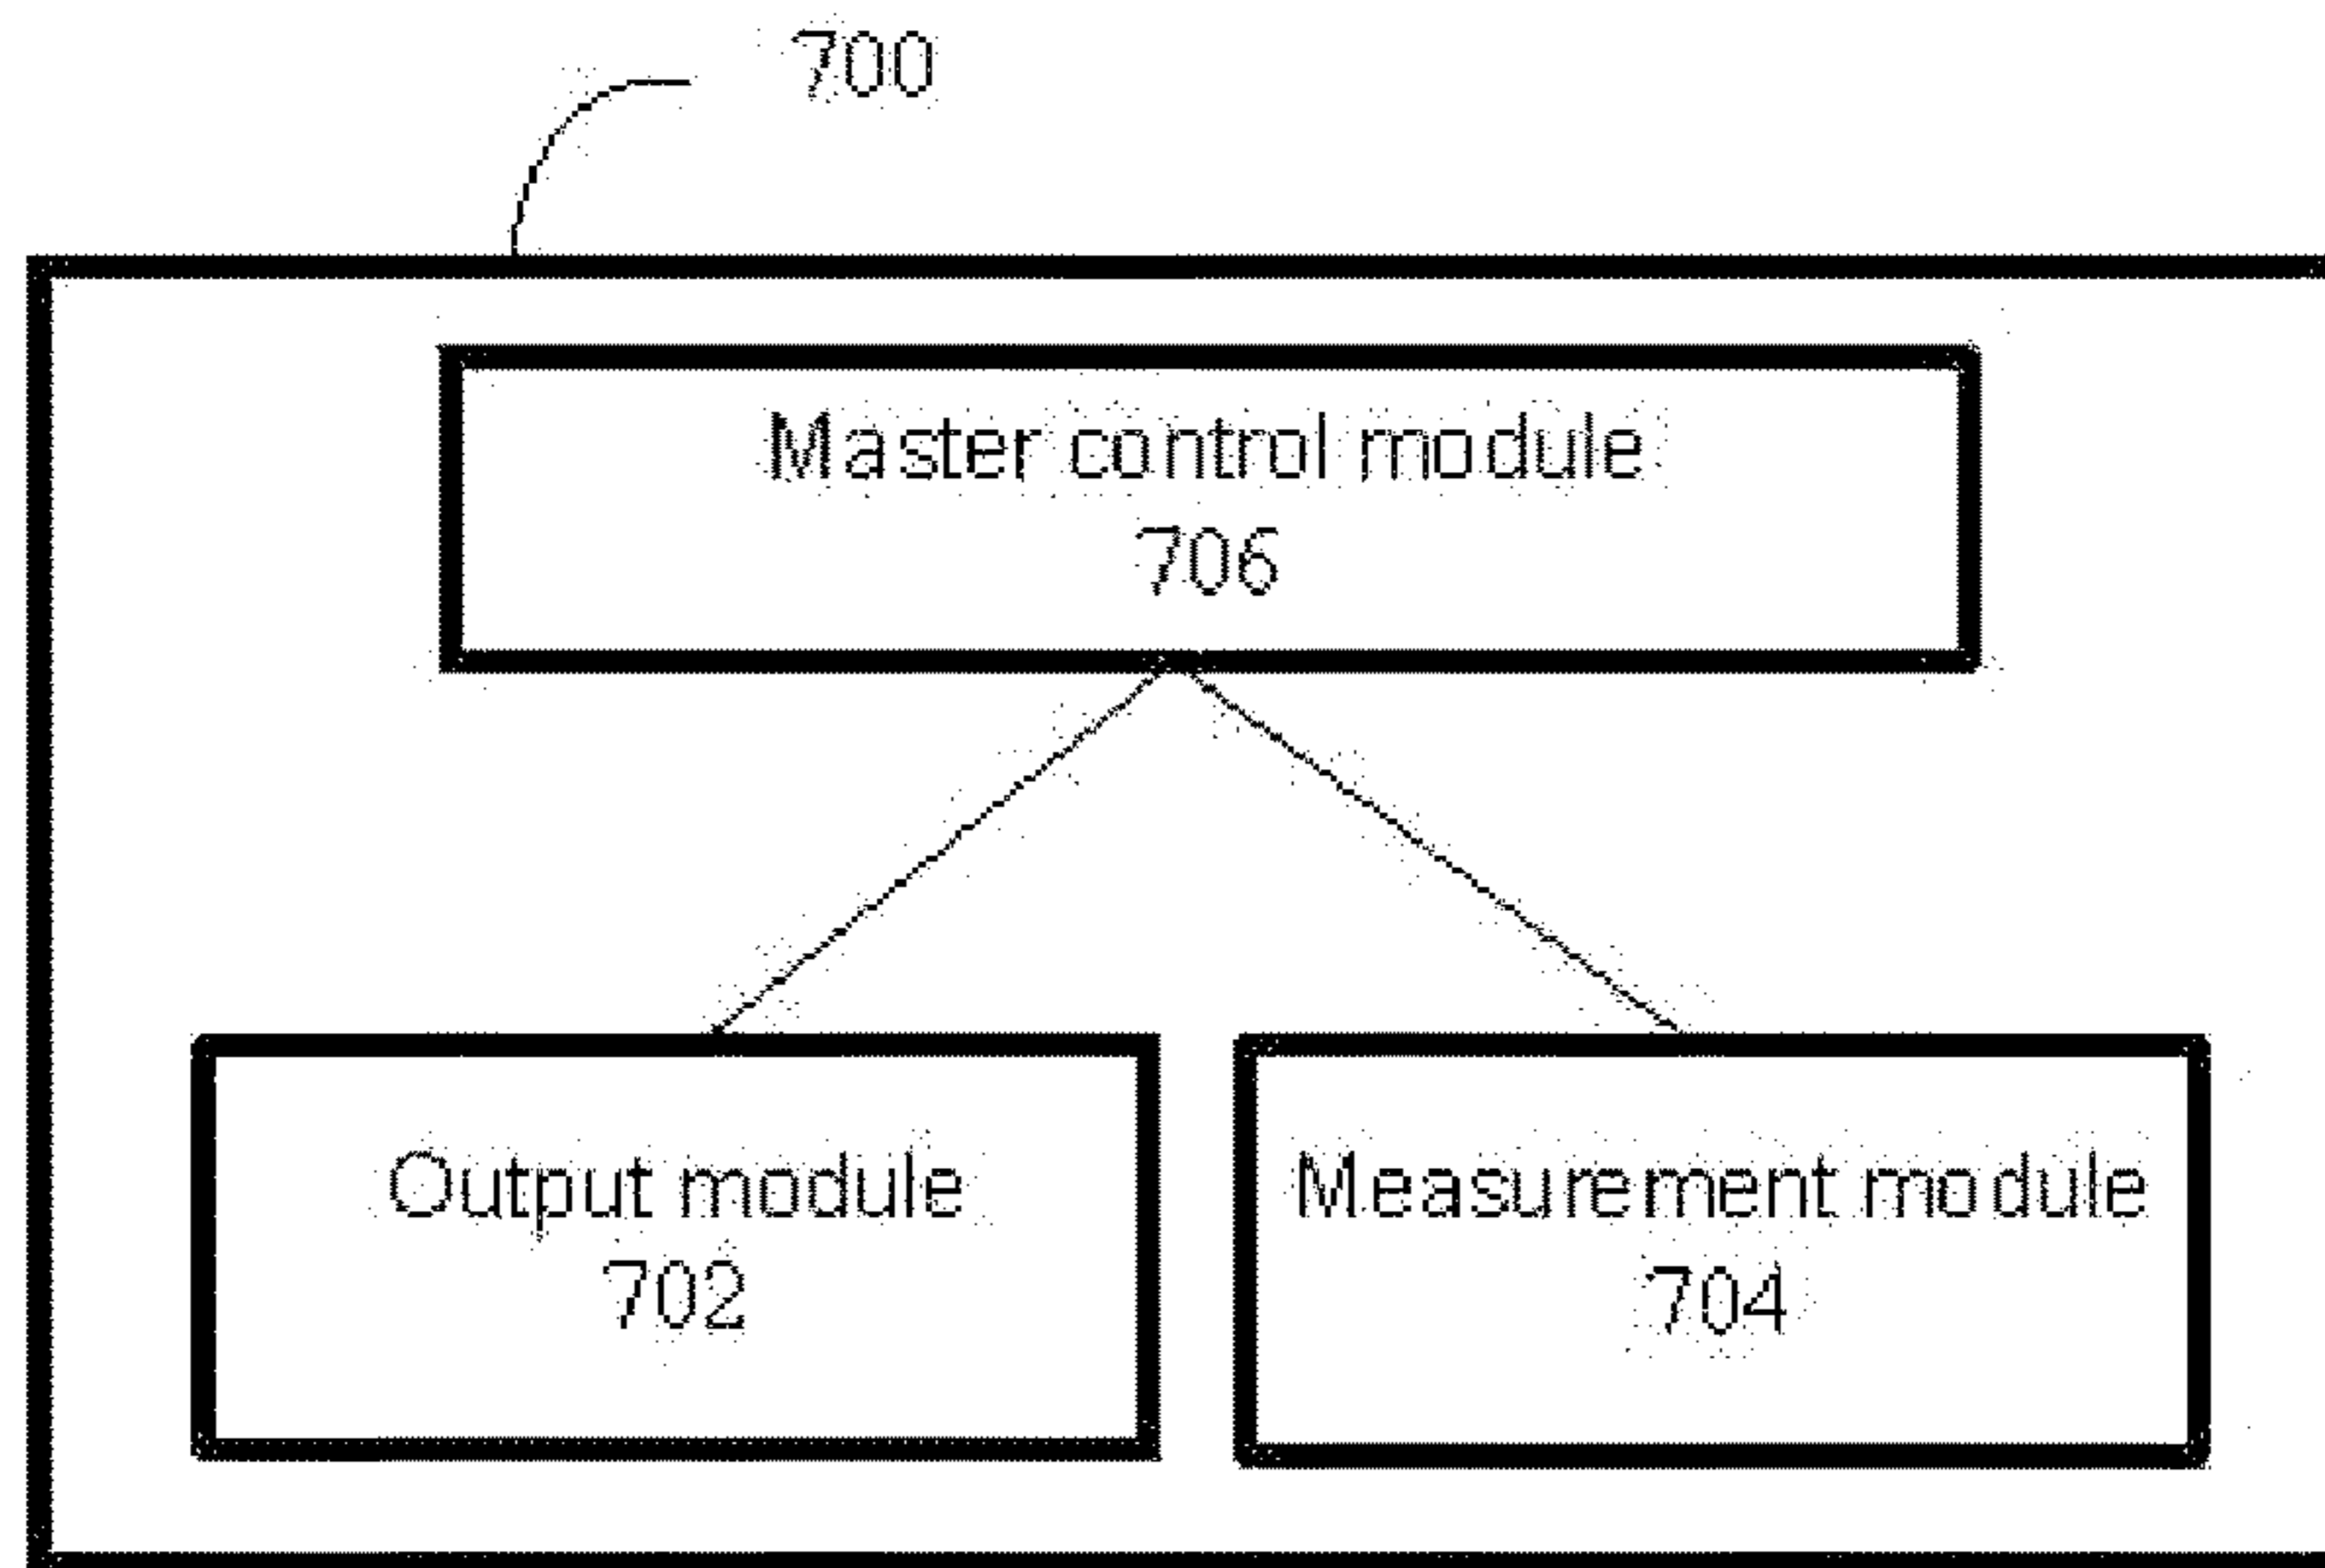 700
Master control module
706
Output module
702
Measurement module
704